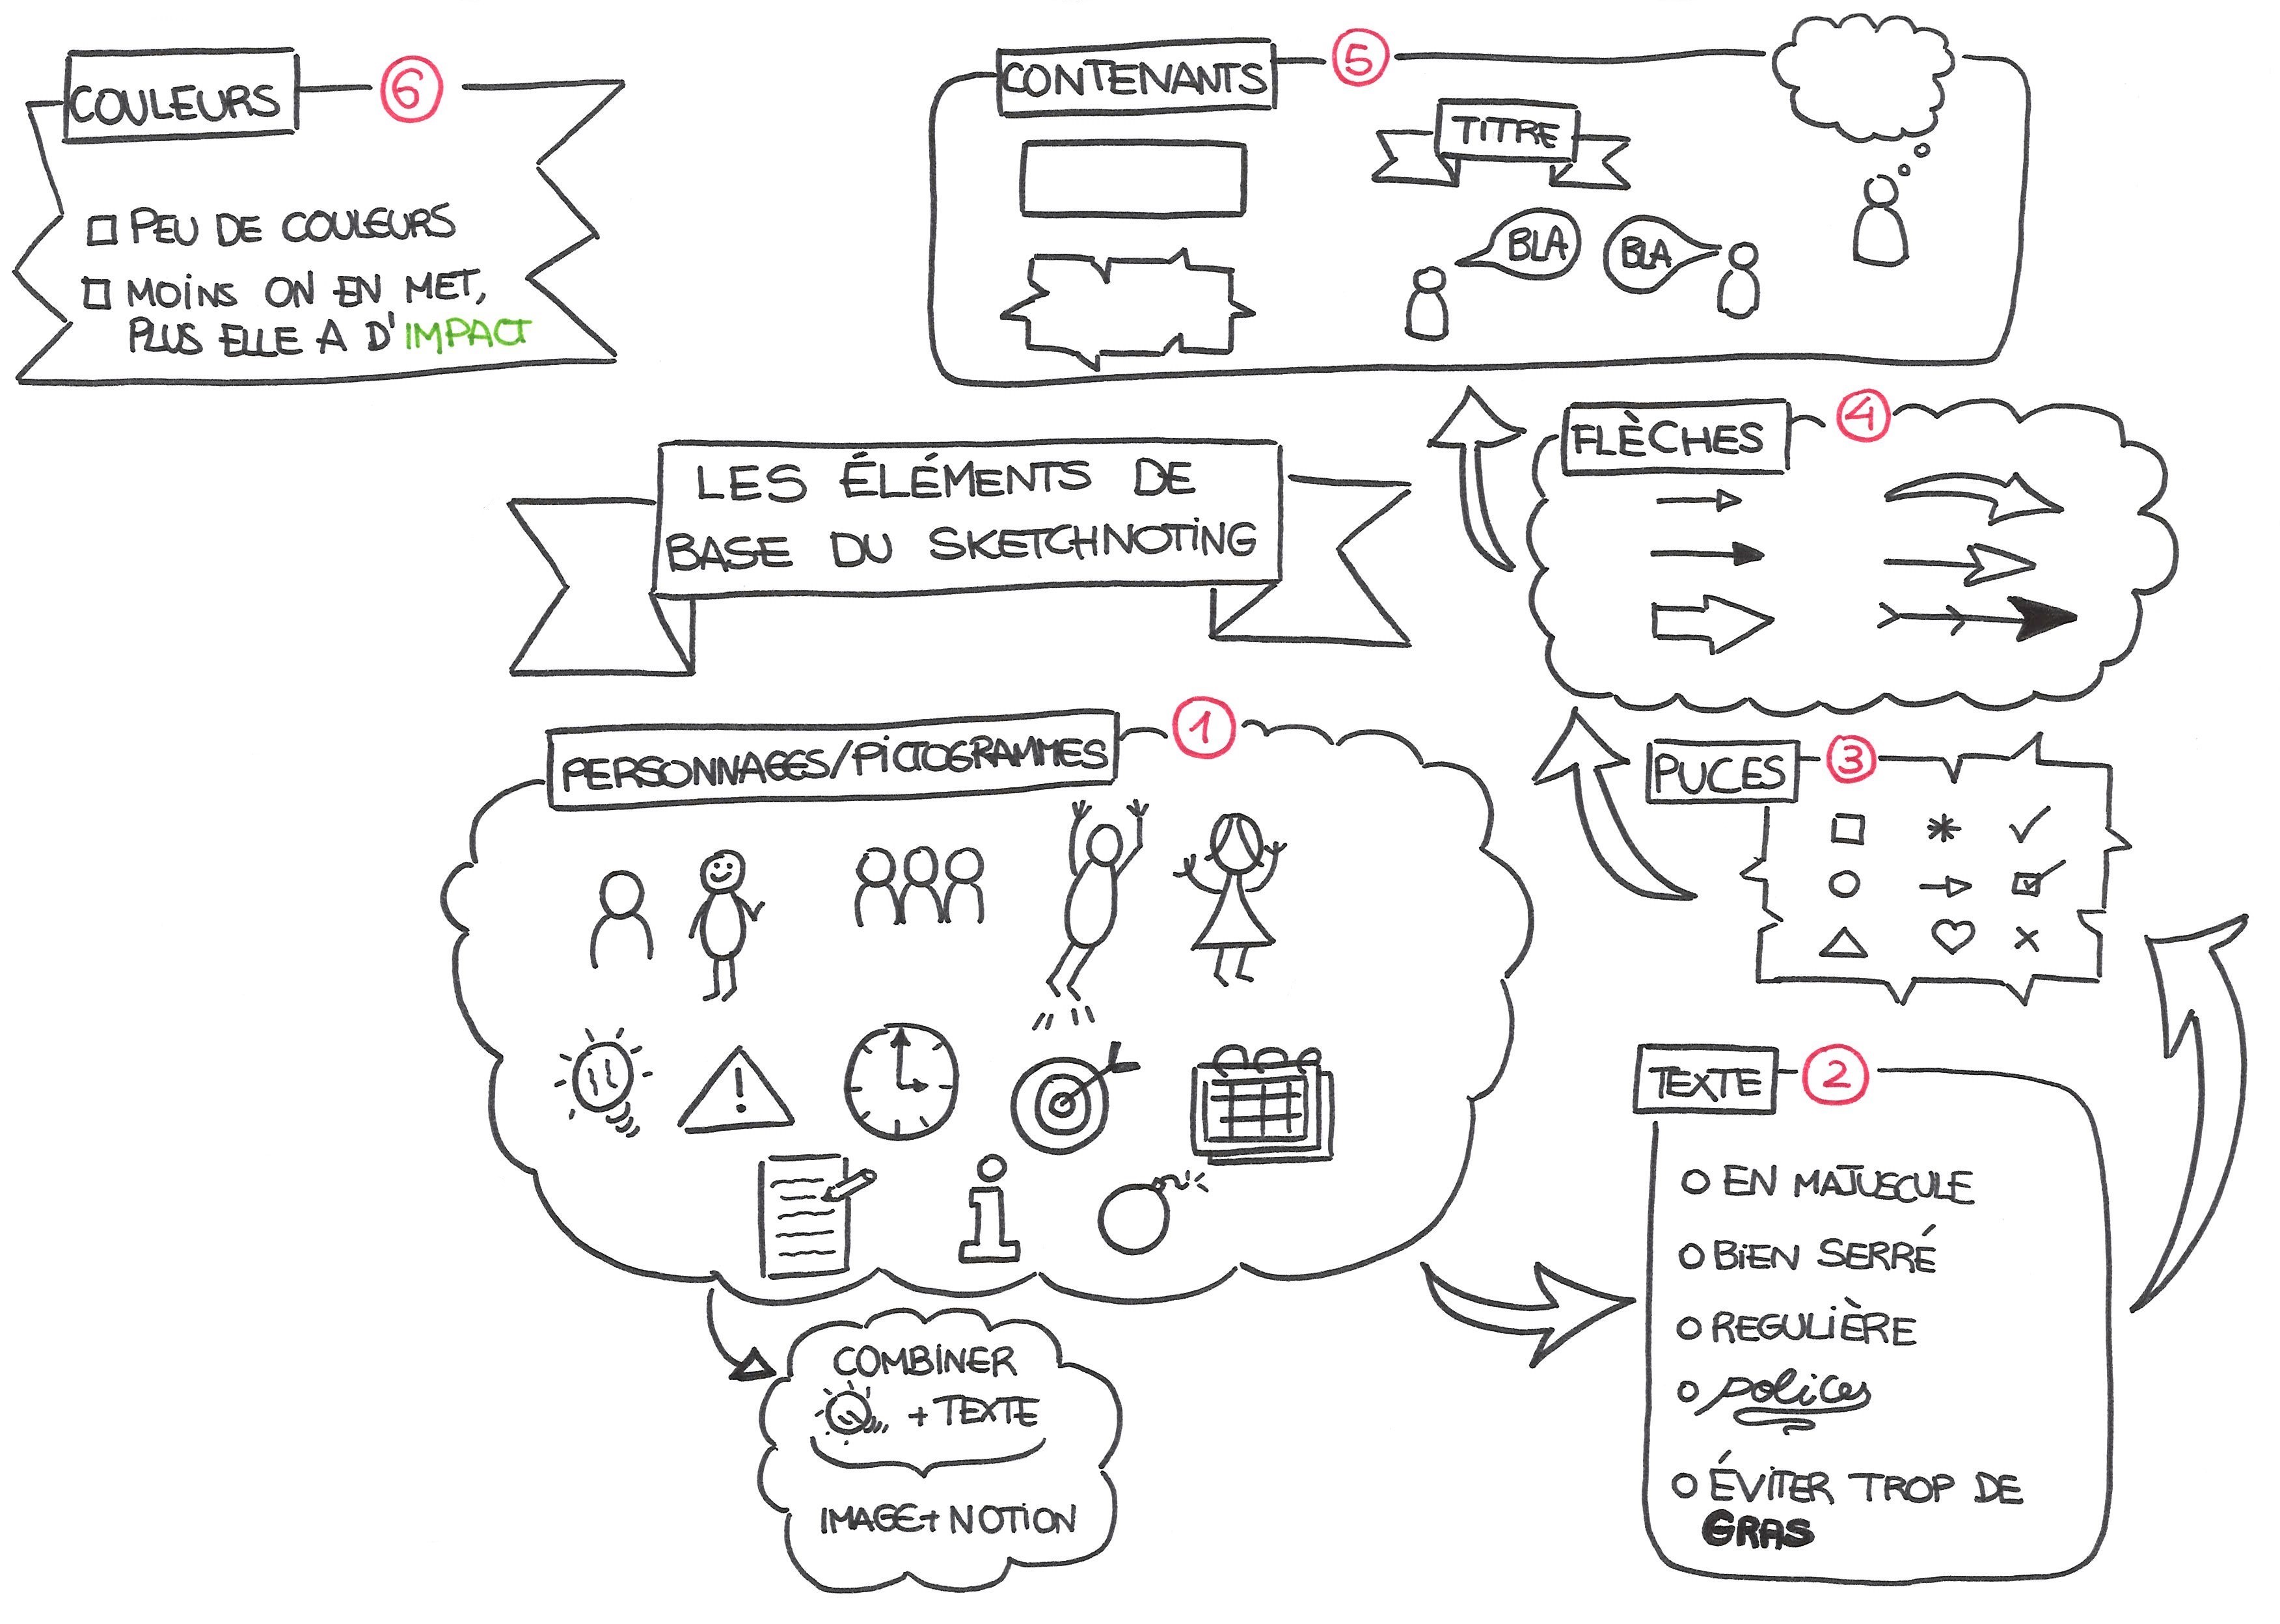 LES ÉLÉMENTS DE
BASE DU SKETCHNOTING
PERSONNAGES/PICTOGRAMMES
1
!
i
COMBINER
+ TEXTE
IMAGE + NOTION
TEXTE
2
EN MAJUSCULE
BIEN SERRÉ
REGULIÈRE
polices
ÉVITER TROP DE
GRAS
PUCES
3
FLÈCHES
4
CONTENANTS
5
TITRE
BLA
BLA
COULEURS
6
PEU DE COULEURS
MOINS ON EN MET,
PLUS ELLE A D'IMPACT